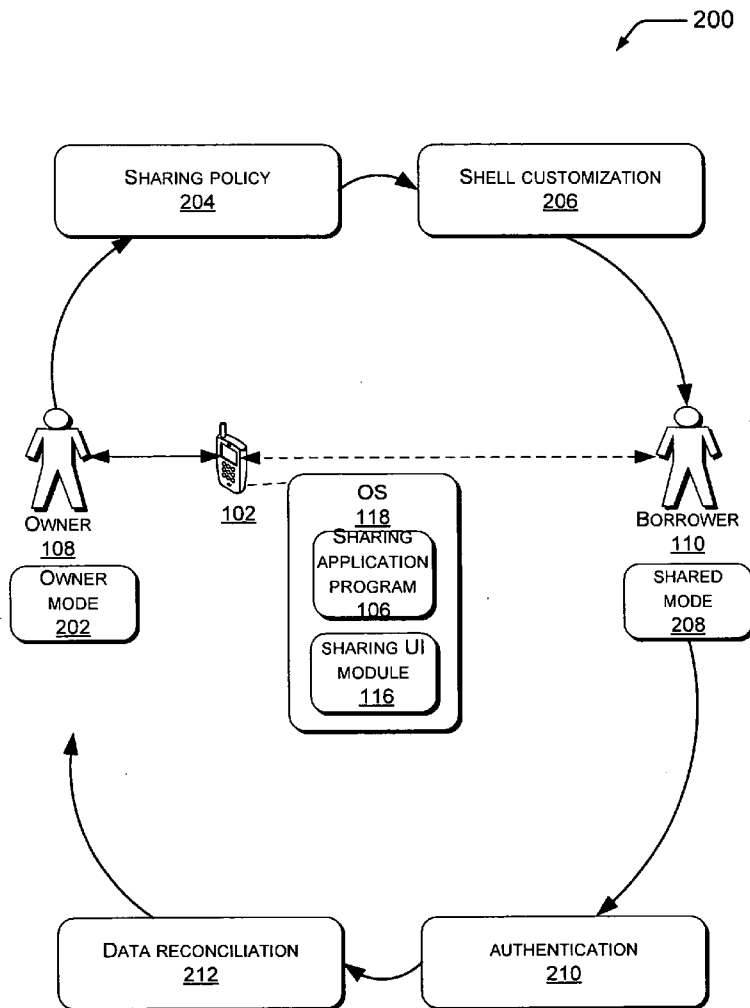 200
SHARING POLICY
204
SHELL CUSTOMIZATION
206
OWNER
108
OWNER
MODE
202
102
OS
118
SHARING
APPLICATION
PROGRAM
106
SHARING UI
MODULE
116
BORROWER
110
SHARED
MODE
208
DATA RECONCILIATION
212
AUTHENTICATION
210